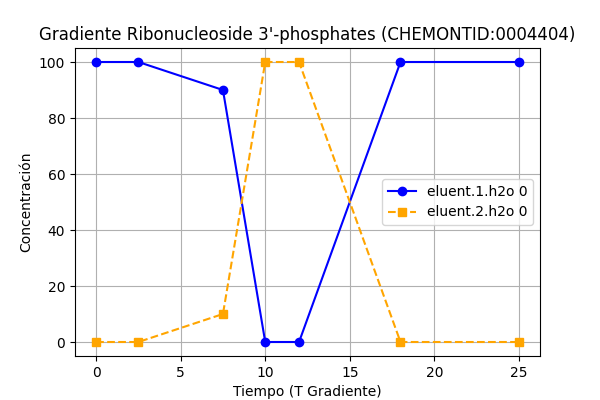 Gradiente Ribonucleoside 3'-phosphates (CHEMONTID:0004404)
100
80
60
40
20
0
Concentración
eluent.1.h2o 0
eluent.2.h2o 0
0 5 10 15 20 25
Tiempo (T Gradiente)